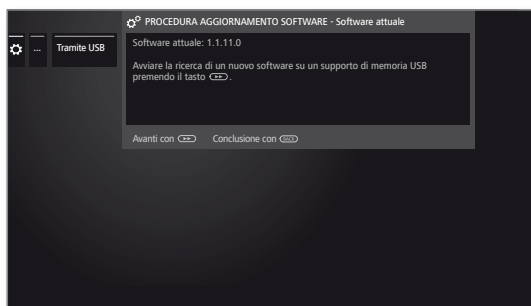 PROCEDURA AGGIORNAMENTO SOFTWARE - Software attuale
... Tramite USB
Software attuale: 1.1.11.0
Avviare la ricerca di un nuovo software su un supporto di memoria USB
premendo il tasto ▶▶.
Avanti con ▶▶ Conclusione con BACK